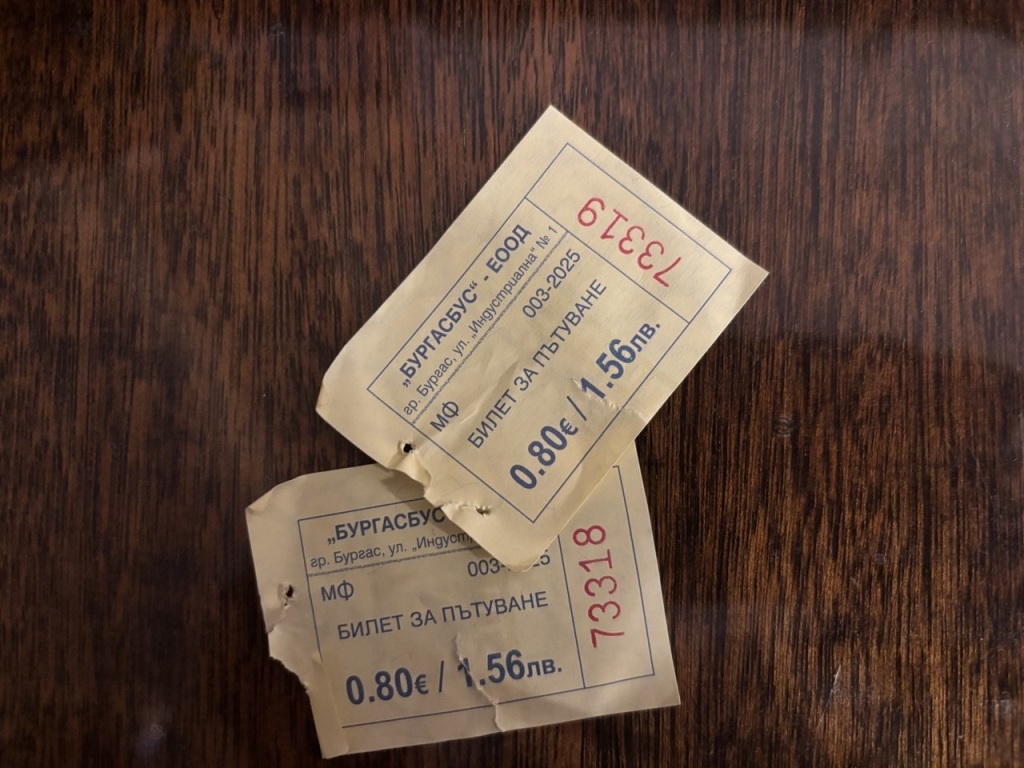 „БУРГАСБУС“ - ЕООД
гр. Бургас, ул. „Индустриална“ № 1
МФ 003-2025
БИЛЕТ ЗА ПЪТУВАНЕ
0.80€ / 1.56лв.
73319
„БУРГАСБУС
гр. Бургас, ул.
МФ 003-
БИЛЕТ ЗА ПЪТУВАНЕ
0.80€ / 1.56лв.
73318